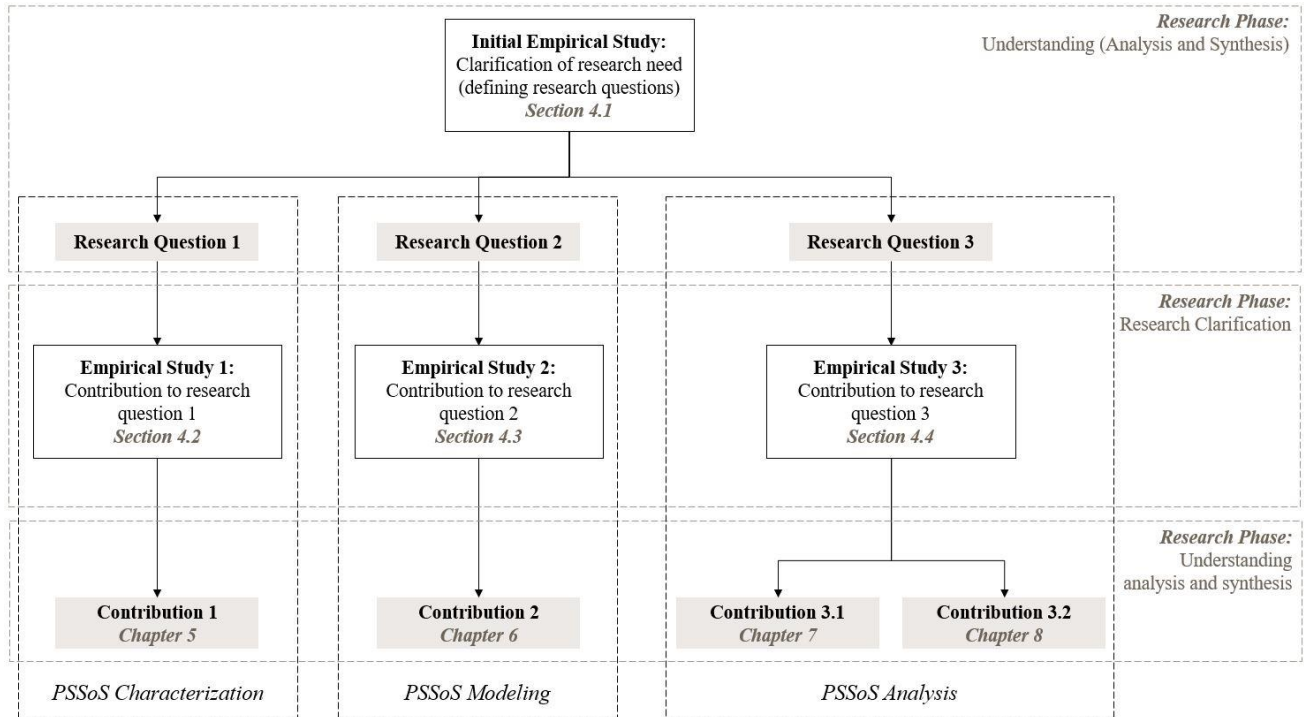 Research Phase:
Understanding (Analysis and Synthesis)
Initial Empirical Study:
Clarification of research need
(defining research questions)
Section 4.1
Research Question 1
Research Question 2
Research Question 3
Research Phase:
Research Clarification
Empirical Study 1:
Contribution to research
question 1
Section 4.2
Empirical Study 2:
Contribution to research
question 2
Section 4.3
Empirical Study 3:
Contribution to research
question 3
Section 4.4
Research Phase:
Understanding
analysis and synthesis
Contribution 1
Chapter 5
Contribution 2
Chapter 6
Contribution 3.1
Chapter 7
Contribution 3.2
Chapter 8
PSSoS Characterization
PSSoS Modeling
PSSoS Analysis